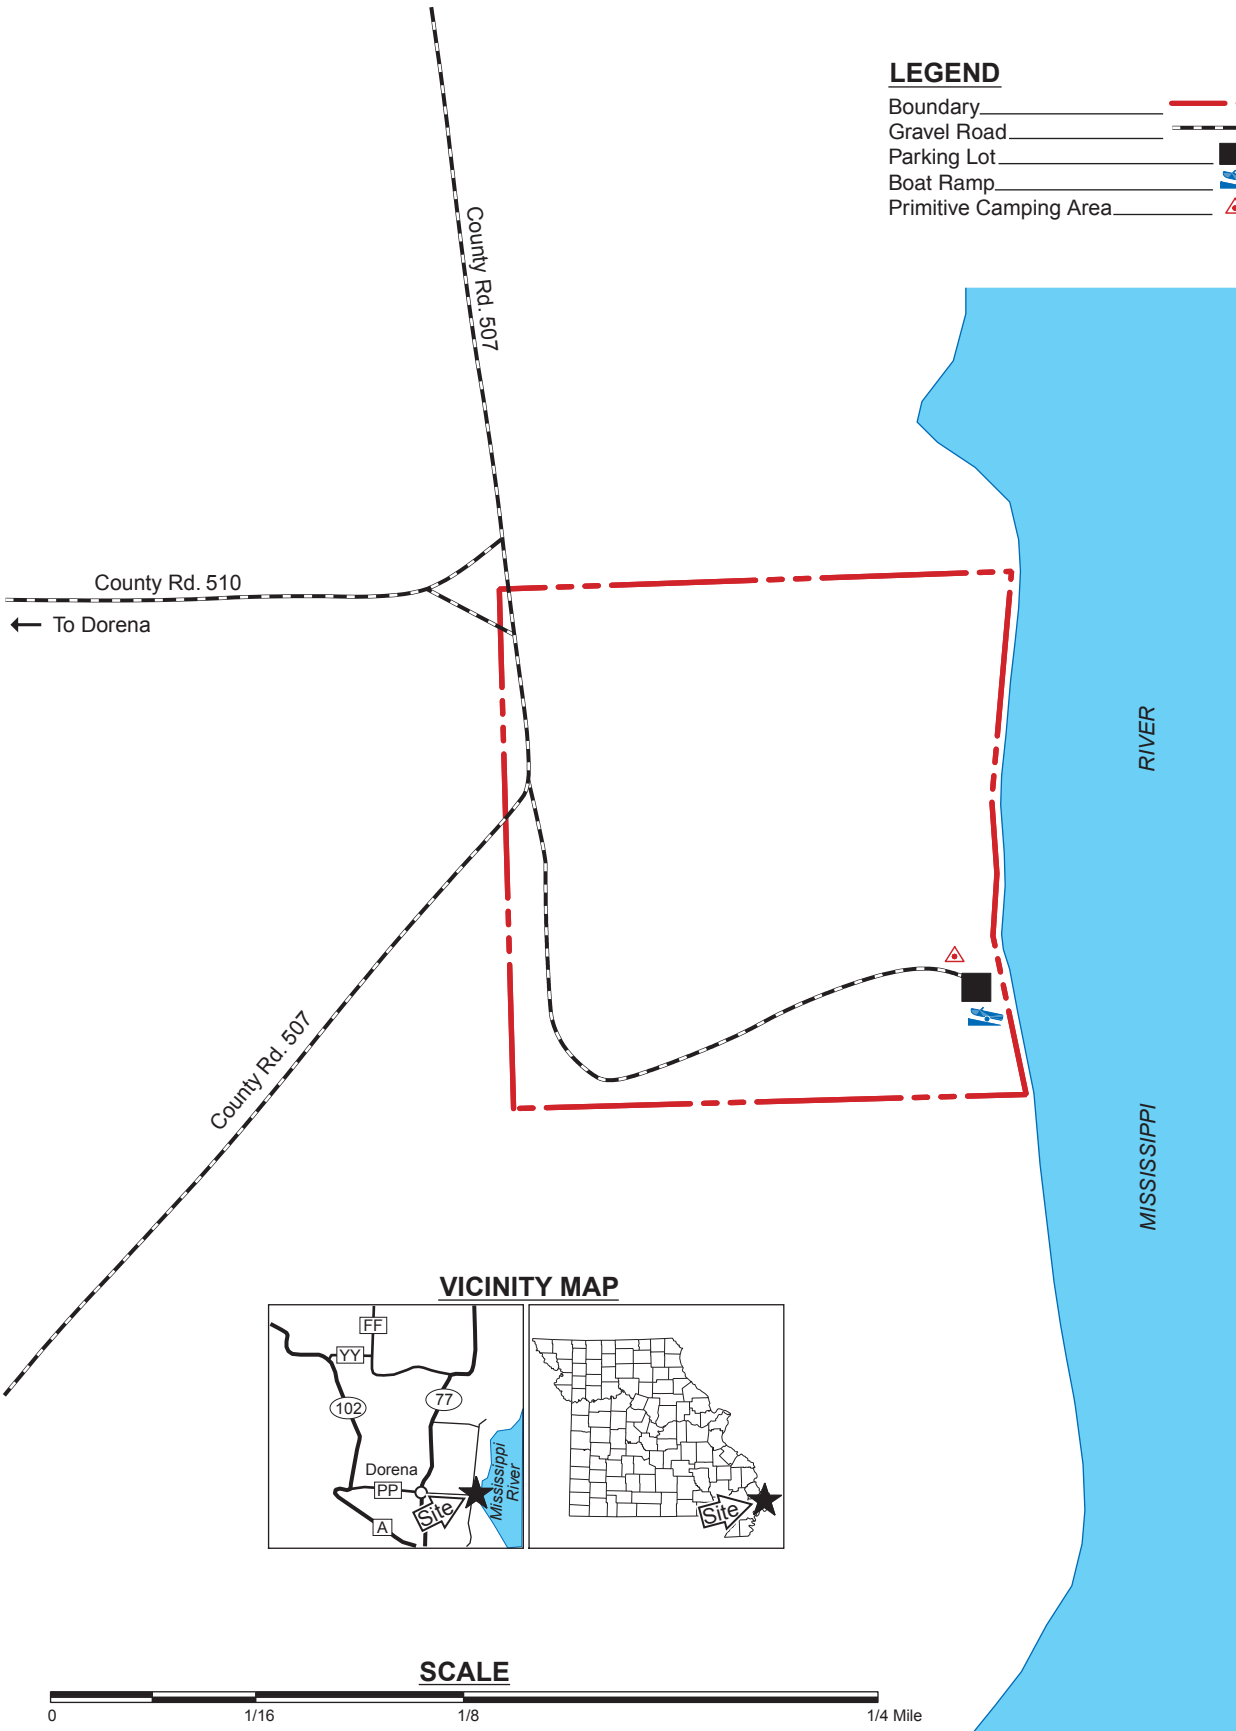 LEGEND
Boundary
Gravel Road
Parking Lot
Boat Ramp
Primitive Camping Area
County Rd. 507
County Rd. 510
To Dorena
RIVER
County Rd. 507
MISSISSIPPI
VICINITY MAP
FF
YY
102
77
Dorena
PP
A
Site
Mississippi
River
Site
SCALE
0 1/16 1/8 1/4 Mile